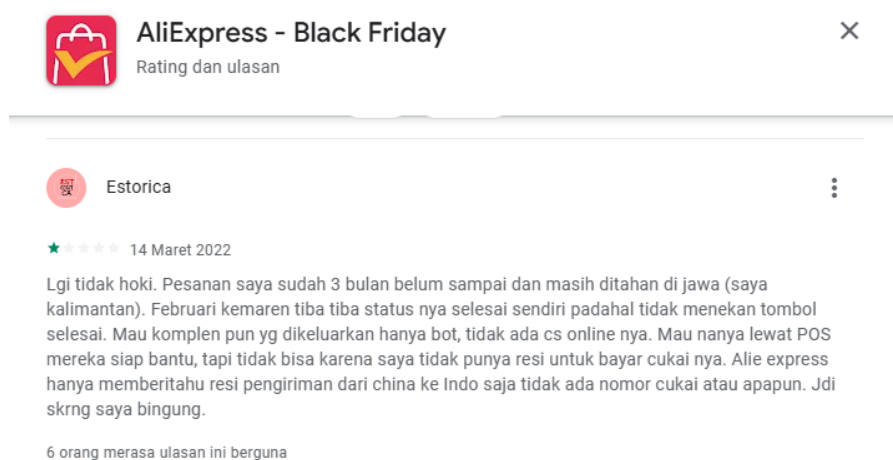 AliExpress - Black Friday
Rating dan ulasan
Estorica
14 Maret 2022
Lgi tidak hoki. Pesanan saya sudah 3 bulan belum sampai dan masih ditahan di jawa (saya
kalimantan). Februari kemaren tiba tiba status nya selesai sendiri padahal tidak menekan tombol
selesai. Mau komplen pun yg dikeluarkan hanya bot, tidak ada cs online nya. Mau nanya lewat POS
mereka siap bantu, tapi tidak bisa karena saya tidak punya resi untuk bayar cukai nya. Alie express
hanya memberitahu resi pengiriman dari china ke Indo saja tidak ada nomor cukai atau apapun. Jdi
skrng saya bingung.
6 orang merasa ulasan ini berguna